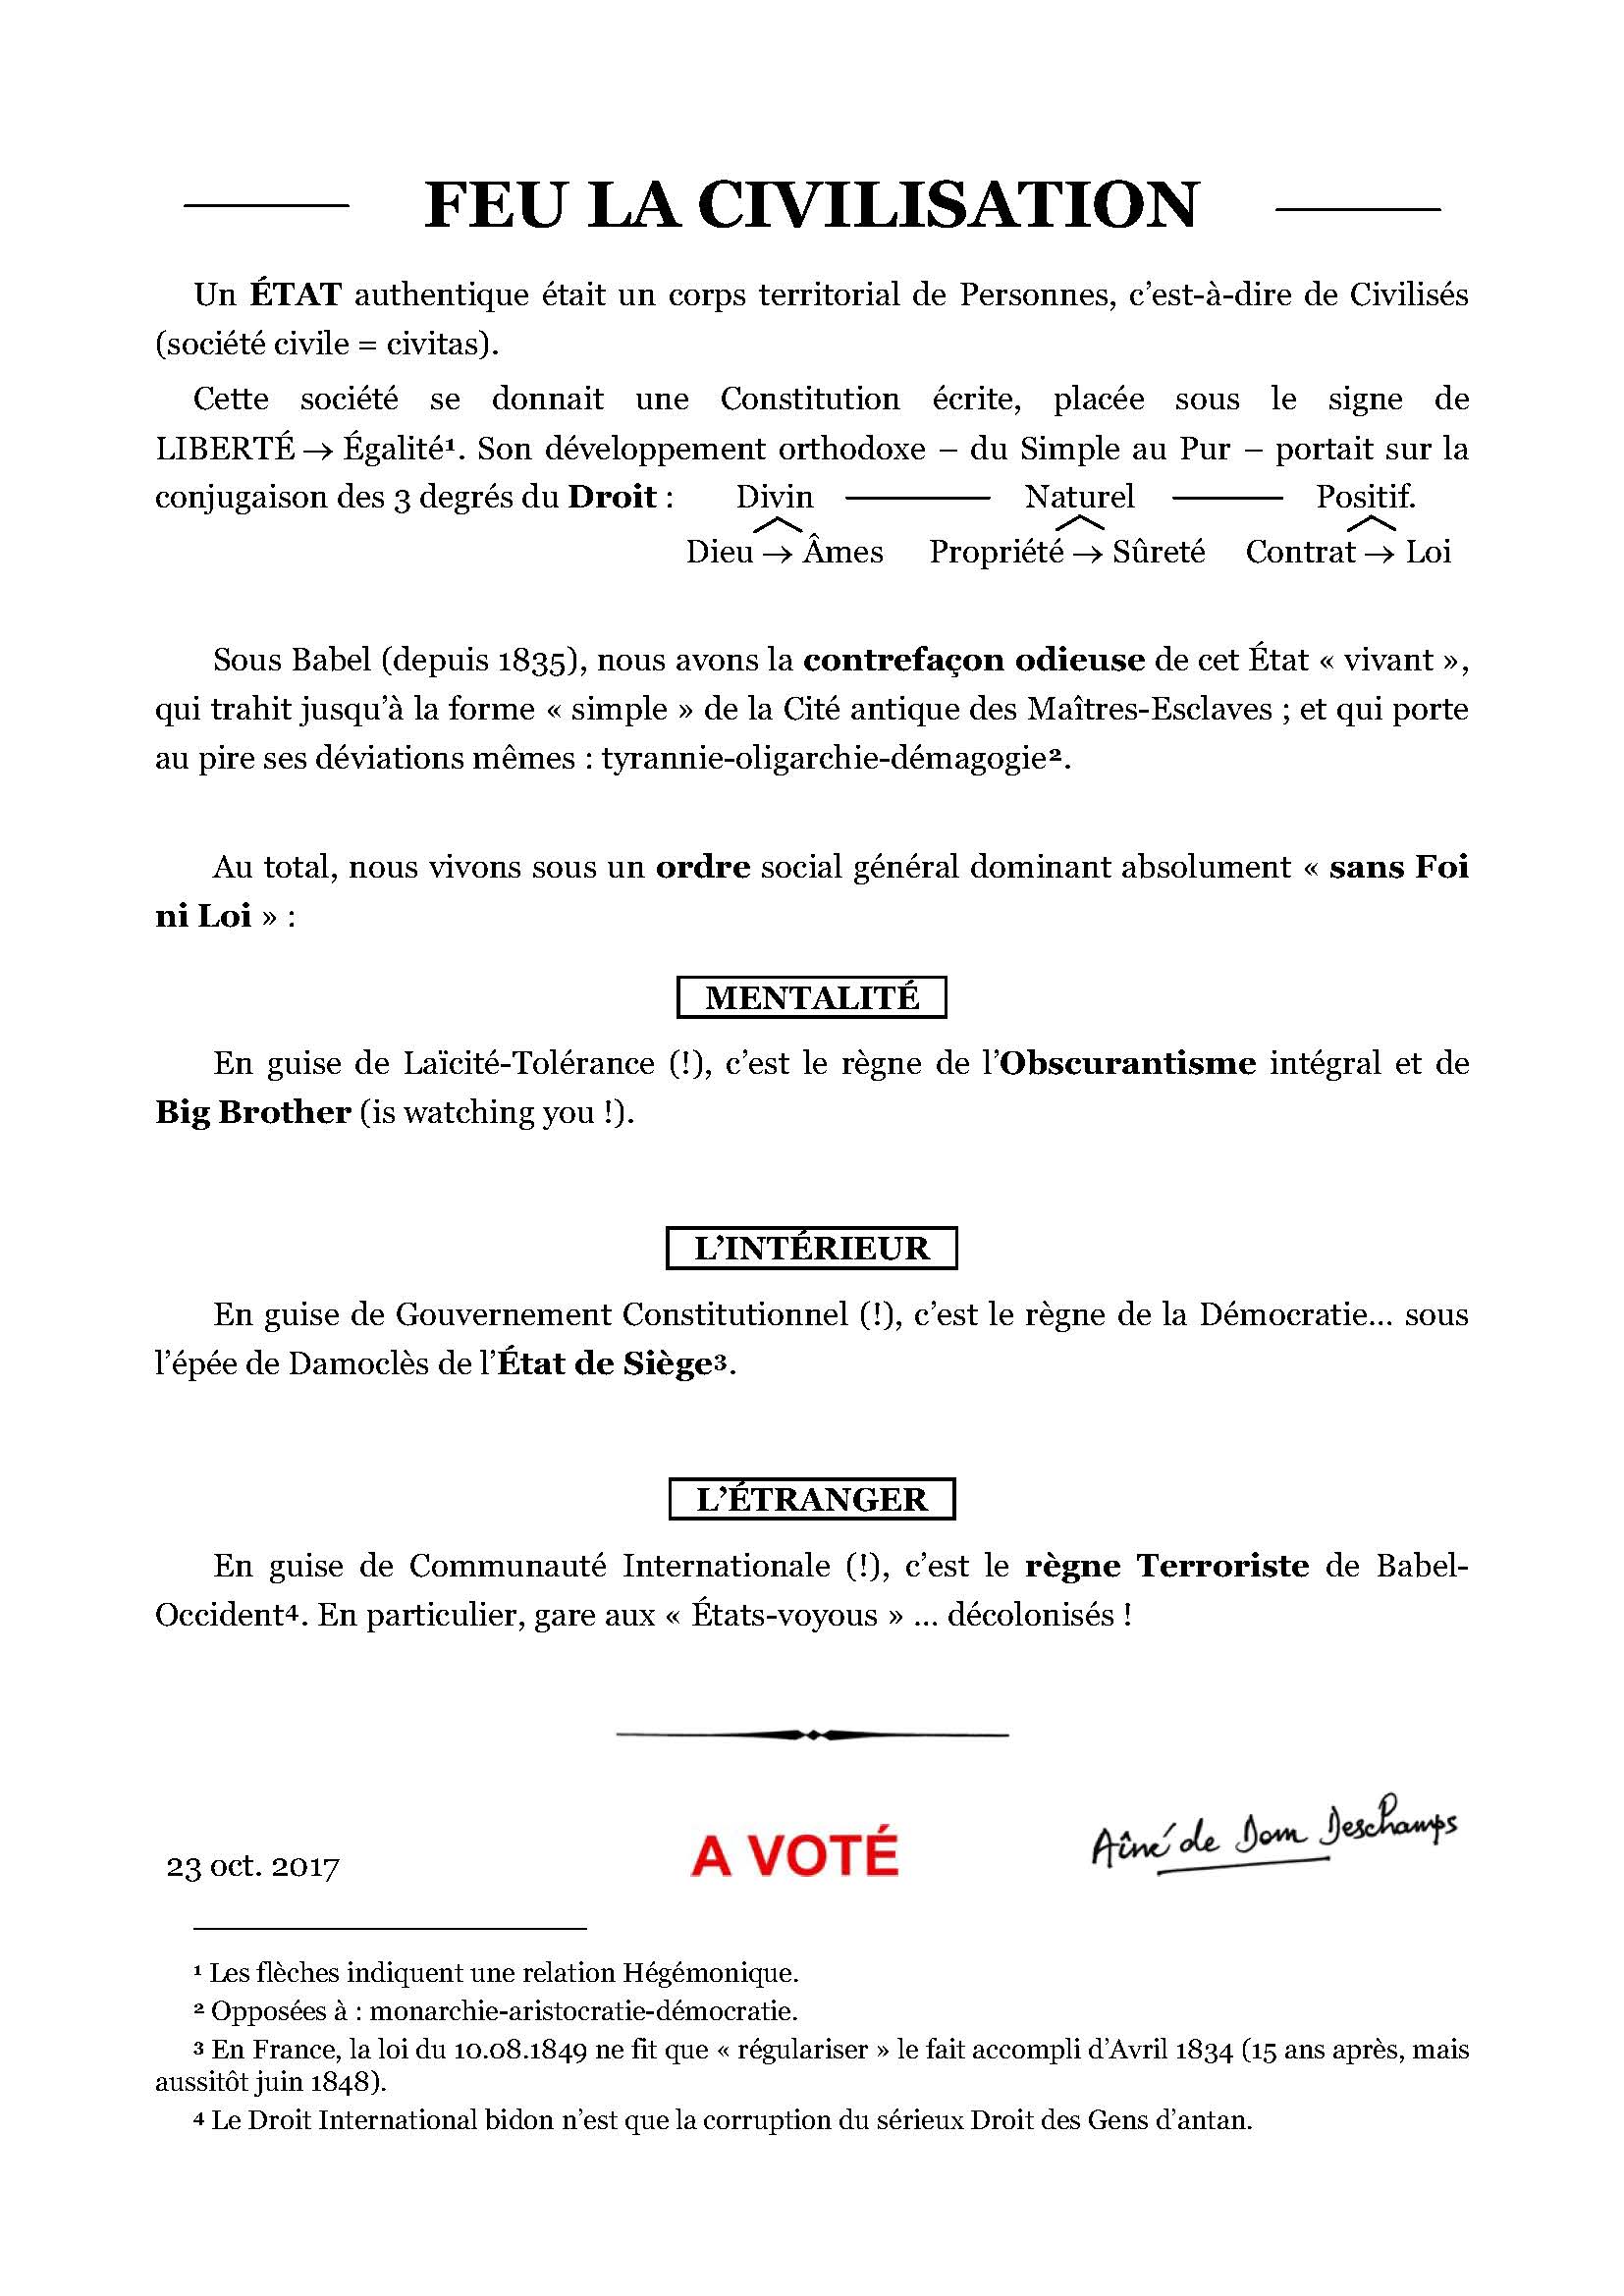 FEU LA CIVILISATION
Un ÉTAT authentique était un corps territorial de Personnes, c’est-à-dire de Civilisés
(société civile = civitas).
Cette société se donnait une Constitution écrite, placée sous le signe de
LIBERTÉ → Égalité¹. Son développement orthodoxe – du Simple au Pur – portait sur la
conjugaison des 3 degrés du Droit : Divin Naturel Positif.
Dieu → Âmes Propriété → Sûreté Contrat → Loi
Sous Babel (depuis 1835), nous avons la contrefaçon odieuse de cet État « vivant »,
qui trahit jusqu’à la forme « simple » de la Cité antique des Maîtres-Esclaves ; et qui porte
au pire ses déviations mêmes : tyrannie-oligarchie-démagogie².
Au total, nous vivons sous un ordre social général dominant absolument « sans Foi
ni Loi » :
MENTALITÉ
En guise de Laïcité-Tolérance (!), c’est le règne de l’Obscurantisme intégral et de
Big Brother (is watching you !).
L’INTÉRIEUR
En guise de Gouvernement Constitutionnel (!), c’est le règne de la Démocratie... sous
l’épée de Damoclès de l’État de Siège³.
L’ÉTRANGER
En guise de Communauté Internationale (!), c’est le règne Terroriste de Babel-
Occident⁴. En particulier, gare aux « États-voyous » ... décolonisés !
23 oct. 2017 A VOTÉ Aîné de Dom Deschamps
¹ Les flèches indiquent une relation Hégémonique.
² Opposées à : monarchie-aristocratie-démocratie.
³ En France, la loi du 10.08.1849 ne fit que « régulariser » le fait accompli d’Avril 1834 (15 ans après, mais
aussitôt juin 1848).
⁴ Le Droit International bidon n’est que la corruption du sérieux Droit des Gens d’antan.